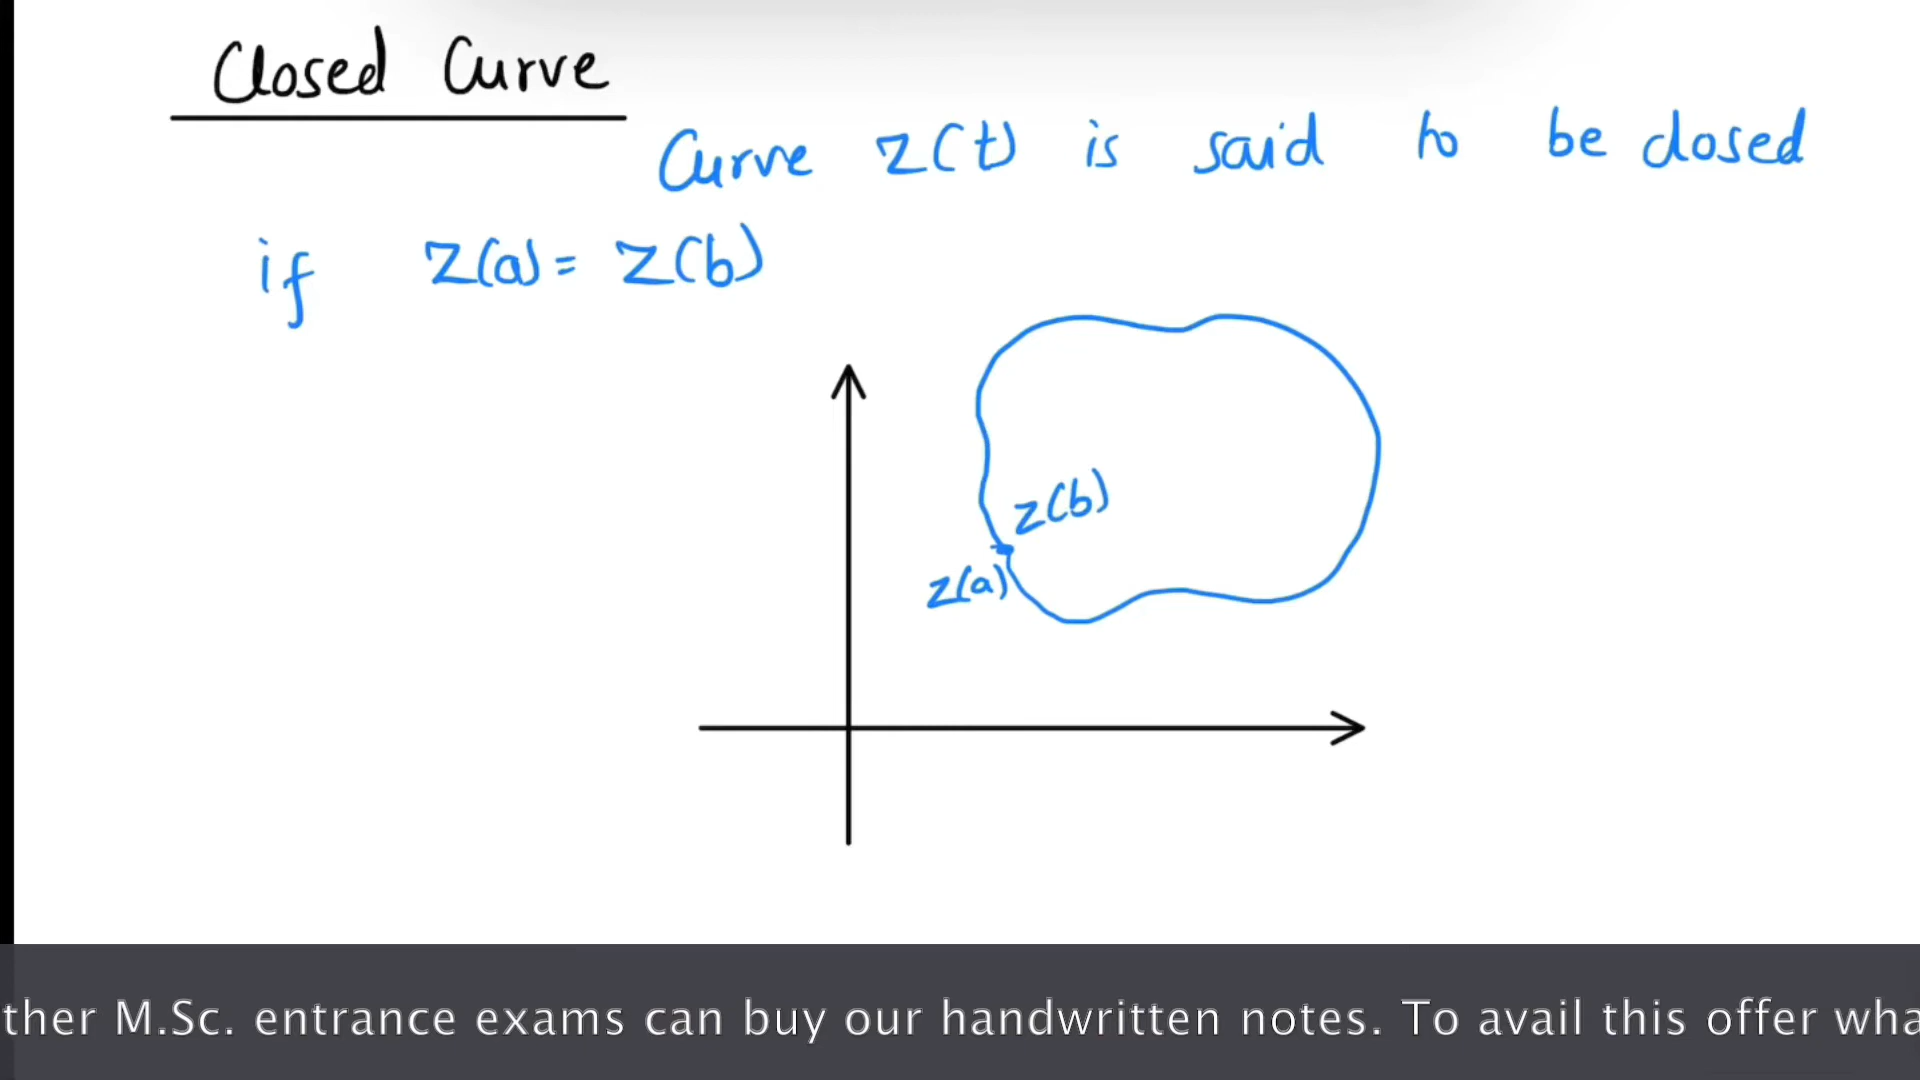 Closed Curve
Curve z(t) is said to be closed
if z(a) = z(b)
z(b)
z(a)
ther M.Sc. entrance exams can buy our handwritten notes. To avail this offer wha